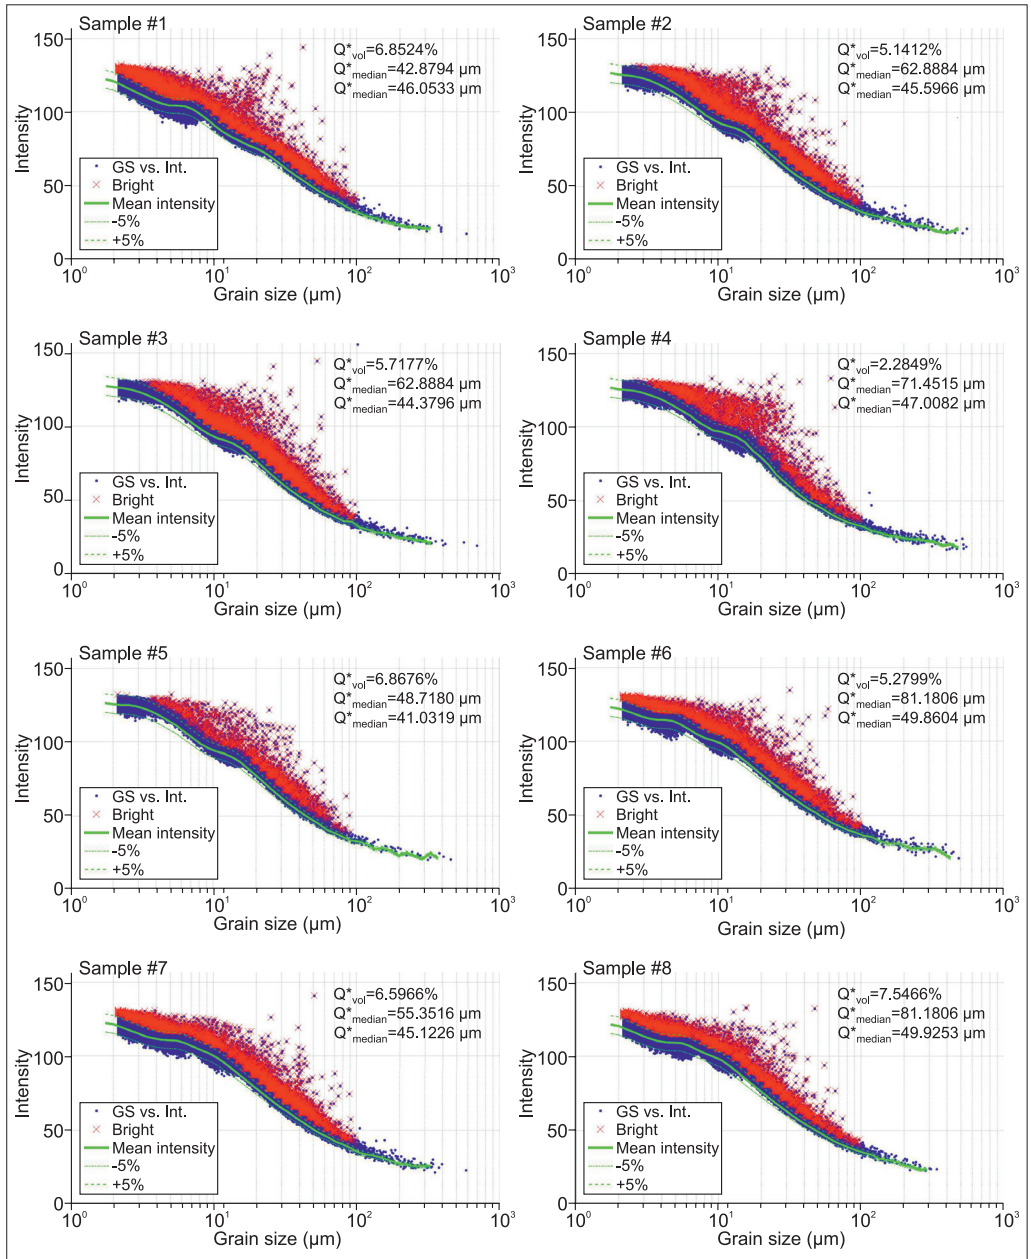 Sample #1
Q*vol=6.8524%
Q*median=42.8794 µm
Q*median=46.0533 µm
150
100
50
0
Intensity
GS vs. Int.
Bright
Mean intensity
-5%
+5%
10^0 10^1 10^2 10^3
Grain size (µm)
Sample #2
Q*vol=5.1412%
Q*median=62.8884 µm
Q*median=45.5966 µm
150
100
50
0
Intensity
GS vs. Int.
Bright
Mean intensity
-5%
+5%
10^0 10^1 10^2 10^3
Grain size (µm)
Sample #3
Q*vol=5.7177%
Q*median=62.8884 µm
Q*median=44.3796 µm
150
100
50
0
Intensity
GS vs. Int.
Bright
Mean intensity
-5%
+5%
10^0 10^1 10^2 10^3
Grain size (µm)
Sample #4
Q*vol=2.2849%
Q*median=71.4515 µm
Q*median=47.0082 µm
150
100
50
0
Intensity
GS vs. Int.
Bright
Mean intensity
-5%
+5%
10^0 10^1 10^2 10^3
Grain size (µm)
Sample #5
Q*vol=6.8676%
Q*median=48.7180 µm
Q*median=41.0319 µm
150
100
50
0
Intensity
GS vs. Int.
Bright
Mean intensity
-5%
+5%
10^0 10^1 10^2 10^3
Grain size (µm)
Sample #6
Q*vol=5.2799%
Q*median=81.1806 µm
Q*median=49.8604 µm
150
100
50
0
Intensity
GS vs. Int.
Bright
Mean intensity
-5%
+5%
10^0 10^1 10^2 10^3
Grain size (µm)
Sample #7
Q*vol=6.5966%
Q*median=55.3516 µm
Q*median=45.1226 µm
150
100
50
0
Intensity
GS vs. Int.
Bright
Mean intensity
-5%
+5%
10^0 10^1 10^2 10^3
Grain size (µm)
Sample #8
Q*vol=7.5466%
Q*median=81.1806 µm
Q*median=49.9253 µm
150
100
50
0
Intensity
GS vs. Int.
Bright
Mean intensity
-5%
+5%
10^0 10^1 10^2 10^3
Grain size (µm)